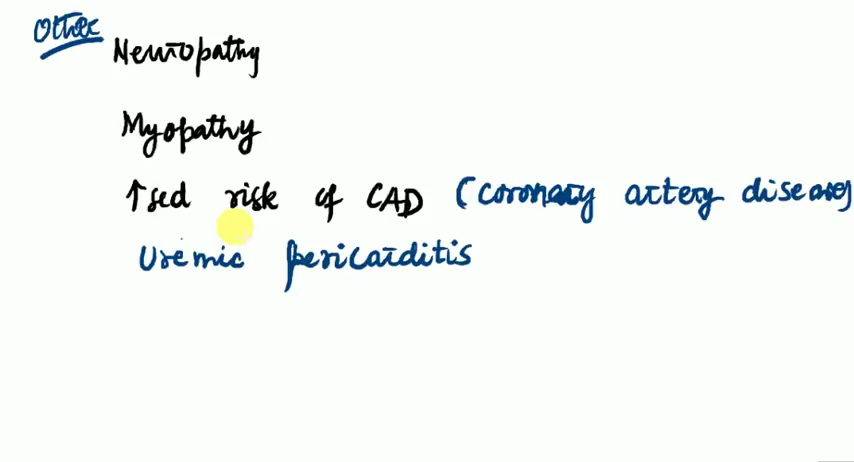 Other
Neuropathy
Myopathy
↑sed risk of CAD (coronary artery disease)
Uremic pericarditis